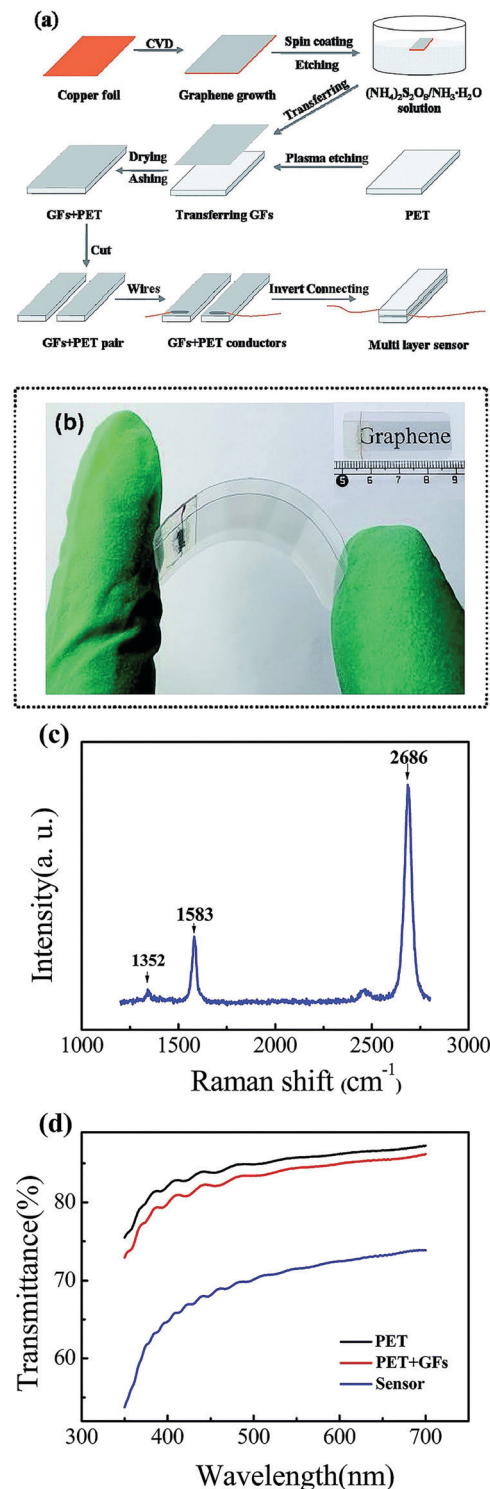 (a)
CVD
Spin coating
Etching
Copper foil
Graphene growth
(NH₄)₂S₂O₈/NH₃·H₂O
solution
Transferring
Drying
Ashing
Plasma etching
GFs+PET
Transferring GFs
PET
Cut
Wires
Invert Connecting
GFs+PET pair
GFs+PET conductors
Multi layer sensor
(b)
Graphene
5 6 7 8 9
(c)
2686
1583
1352
Intensity(a. u.)
1000 1500 2000 2500 3000
Raman shift (cm⁻¹)
(d)
80
70
60
Transmittance(%)
PET
PET+GFs
Sensor
300 400 500 600 700
Wavelength(nm)